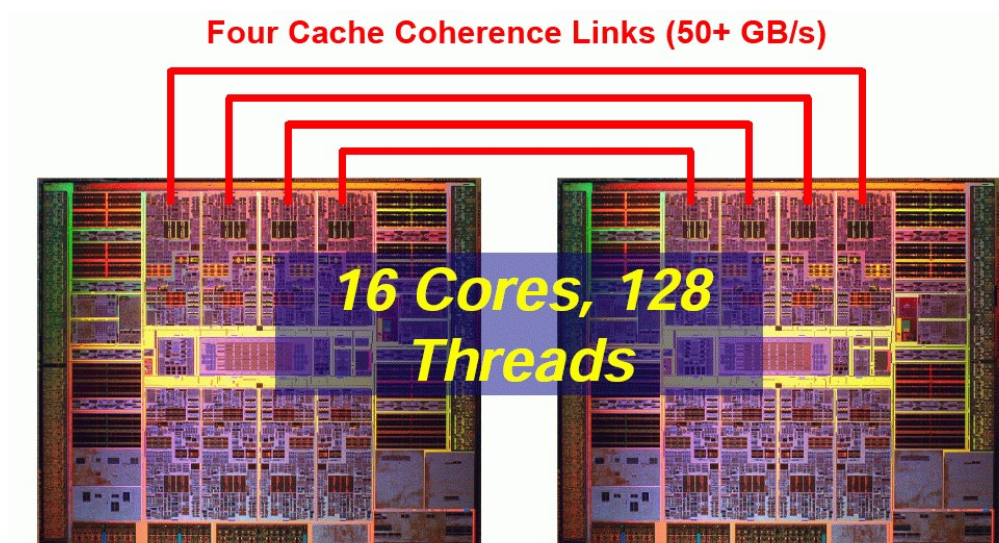 Four Cache Coherence Links (50+ GB/s)
16 Cores, 128
Threads